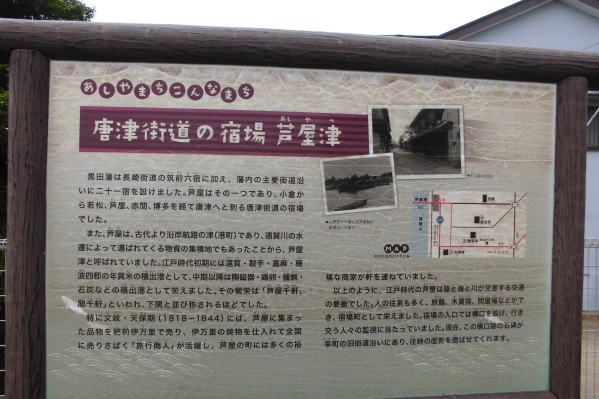 あしやまちこんなまち
唐津街道の宿場 芦屋津
あしやつ
黒田藩は長崎街道の筑前六宿に加え、藩内の主要街道沿
いに二十一宿を設けました。芦屋はその一つであり、小倉か
ら若松、芦屋、赤間、博多を経て唐津へと到る唐津街道の宿場
でした。
また、芦屋は、古代より沿岸航路の津(港町)であり、遠賀川の水
運によって運ばれてくる物資の集積地でもあったことから、芦屋
津と呼ばれていました。江戸時代初期には遠賀・鞍手・嘉麻・穂
波四郡の年貢米の積出港として、中期以降は陶磁器・鶏卵・
石炭などの積出港として栄えました。その繁栄は「芦屋千軒、
関千軒」といわれ、下関と並び称されるほどでした。
特に文政・天保期(1818~1844)には、芦屋に集まっ
た品物を肥前伊万里で売り、伊万里の焼物を仕入れて全国
に売りさばく「旅行商人」が活躍し、芦屋の町には多くの裕
福な商家が軒を連ねていました。
以上のように、江戸時代の芦屋は陸と海と川が交差する交通
の要衝でした。人の往来も多く、旅籠、木賃宿、問屋場などがで
き、宿場町として栄えました。宿場の入口では構口を設け、行き
交う人々の監視に当たっていました。現在、この構口跡の石碑が
幸町の旧街道沿いにあり、往時の面影を偲ばせてくれます。
MAP